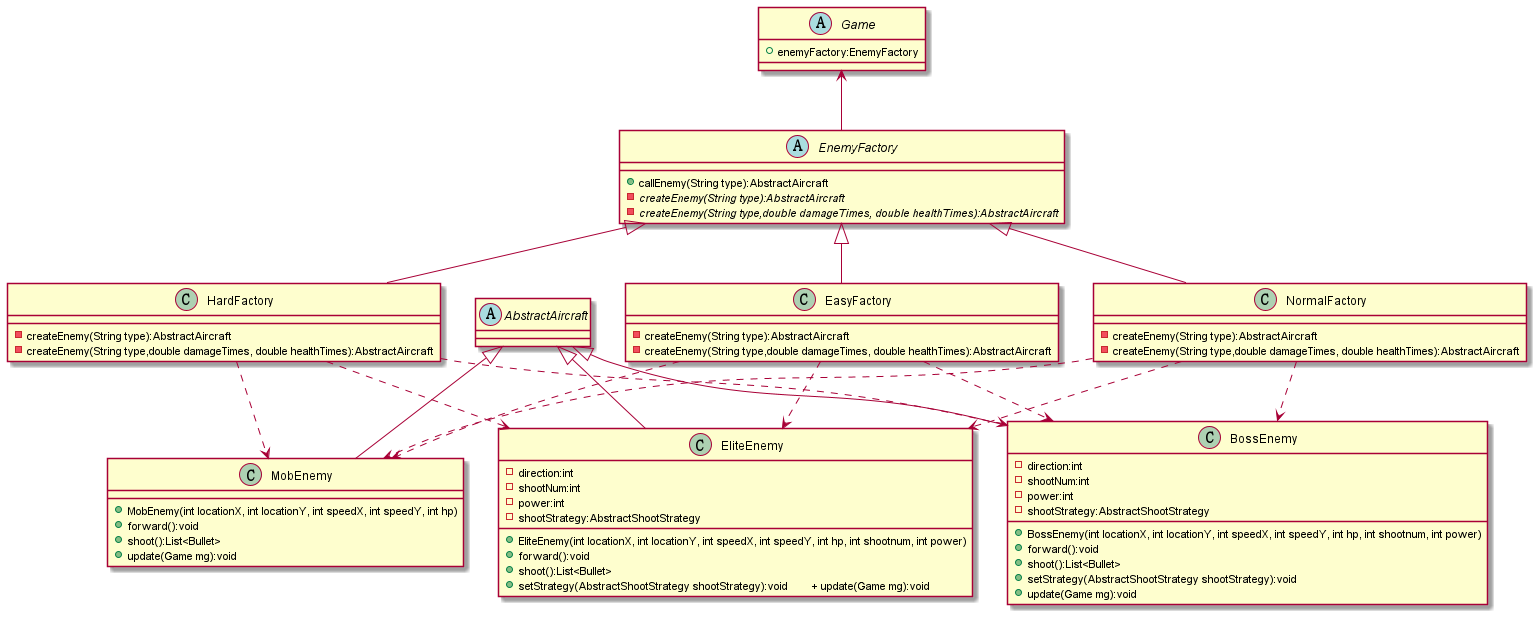 A Game
enemyFactory:EnemyFactory
A EnemyFactory
callEnemy(String type):AbstractAircraft
createEnemy(String type):AbstractAircraft
createEnemy(String type,double damageTimes, double healthTimes):AbstractAircraft
C HardFactory
createEnemy(String type):AbstractAircraft
createEnemy(String type,double damageTimes, double healthTimes):AbstractAircraft
A AbstractAircraft
C EasyFactory
createEnemy(String type):AbstractAircraft
createEnemy(String type,double damageTimes, double healthTimes):AbstractAircraft
C NormalFactory
createEnemy(String type):AbstractAircraft
createEnemy(String type,double damageTimes, double healthTimes):AbstractAircraft
C MobEnemy
MobEnemy(int locationX, int locationY, int speedX, int speedY, int hp)
forward():void
shoot():List<Bullet>
update(Game mg):void
C EliteEnemy
direction:int
shootNum:int
power:int
shootStrategy:AbstractShootStrategy
EliteEnemy(int locationX, int locationY, int speedX, int speedY, int hp, int shootnum, int power)
forward():void
shoot():List<Bullet>
setStrategy(AbstractShootStrategy shootStrategy):void + update(Game mg):void
C BossEnemy
direction:int
shootNum:int
power:int
shootStrategy:AbstractShootStrategy
BossEnemy(int locationX, int locationY, int speedX, int speedY, int hp, int shootnum, int power)
forward():void
shoot():List<Bullet>
setStrategy(AbstractShootStrategy shootStrategy):void
update(Game mg):void